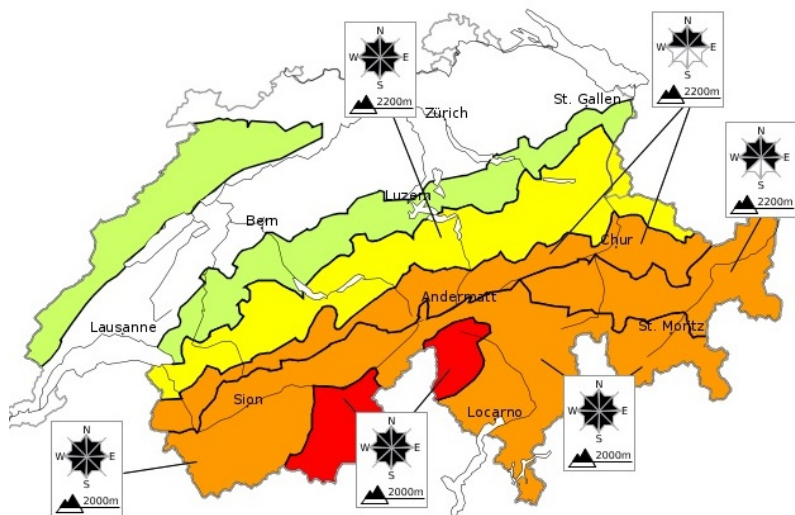 N
W E
S
2200m
N
W E
S
2200m
St. Gallen
Zürich
N
W E
S
2200m
Luzern
Bern
Chur
Andermatt
Lausanne
St. Moritz
Sion
Locarno
N
W E
S
2000m
N
W E
S
2000m
N
W E
S
2000m